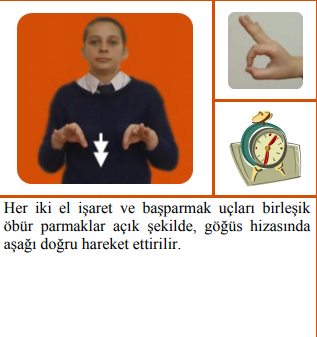 Her iki el işaret ve başparmak uçları birleşik
öbür parmaklar açık şekilde, göğüs hizasında
aşağı doğru hareket ettirilir.